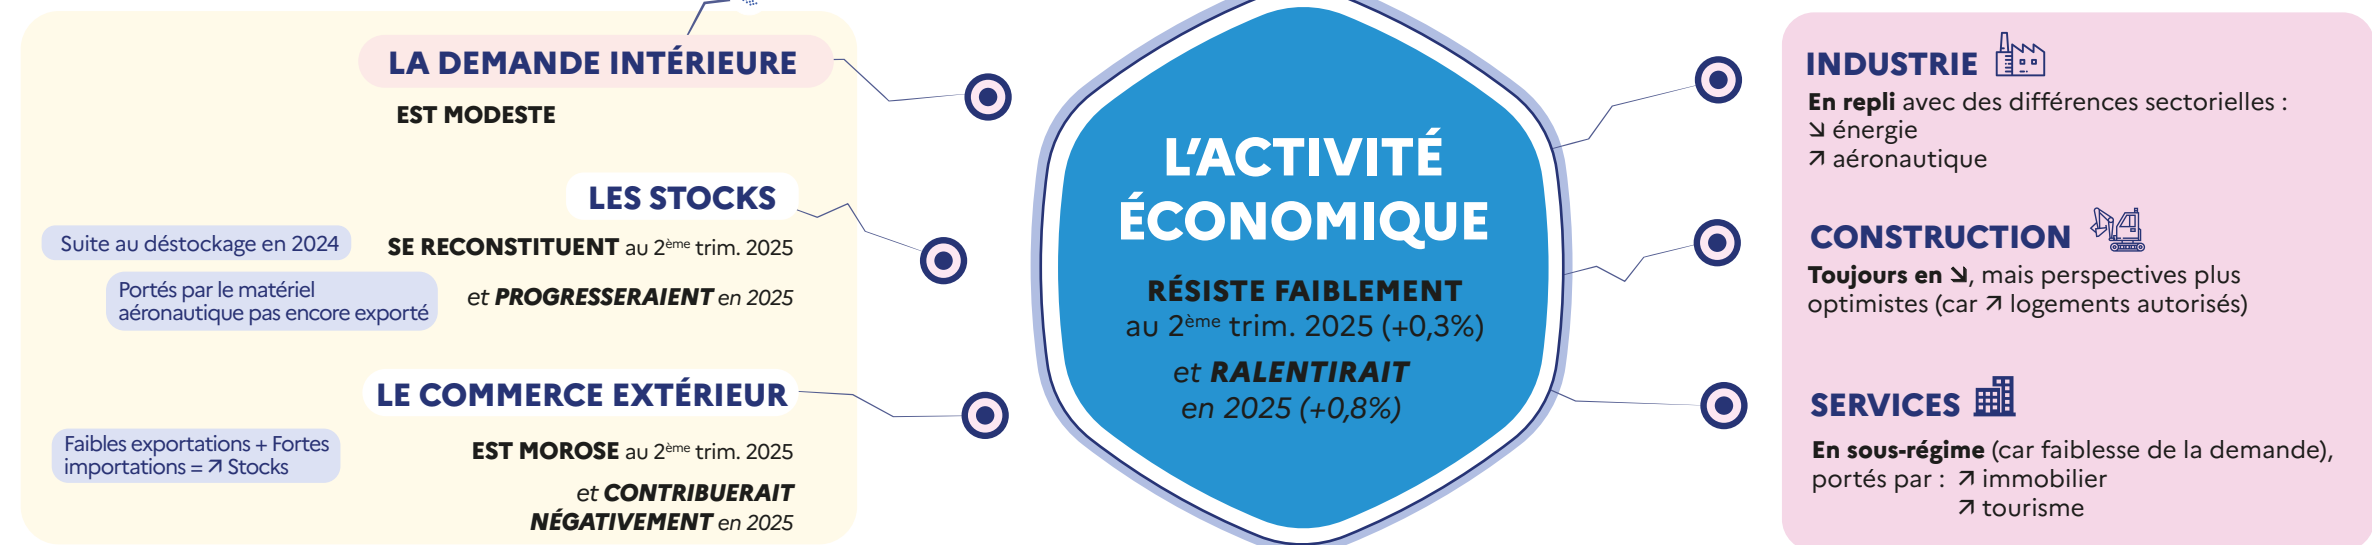 LA DEMANDE INTÉRIEURE
EST MODESTE
LES STOCKS
Suite au déstockage en 2024
SE RECONSTITUENT au 2ème trim. 2025
Portés par le matériel
aéronautique pas encore exporté
et PROGRESSERAIENT en 2025
LE COMMERCE EXTÉRIEUR
Faibles exportations + Fortes
importations = ↗ Stocks
EST MOROSE au 2ème trim. 2025
et CONTRIBUERAIT
NÉGATIVEMENT en 2025
L'ACTIVITÉ
ÉCONOMIQUE
RÉSISTE FAIBLEMENT
au 2ème trim. 2025 (+0,3%)
et RALENTIRAIT
en 2025 (+0,8%)
INDUSTRIE
En repli avec des différences sectorielles :
↘ énergie
↗ aéronautique
CONSTRUCTION
Toujours en ↘, mais perspectives plus
optimistes (car ↗ logements autorisés)
SERVICES
En sous-régime (car faiblesse de la demande),
portés par : ↗ immobilier
↗ tourisme